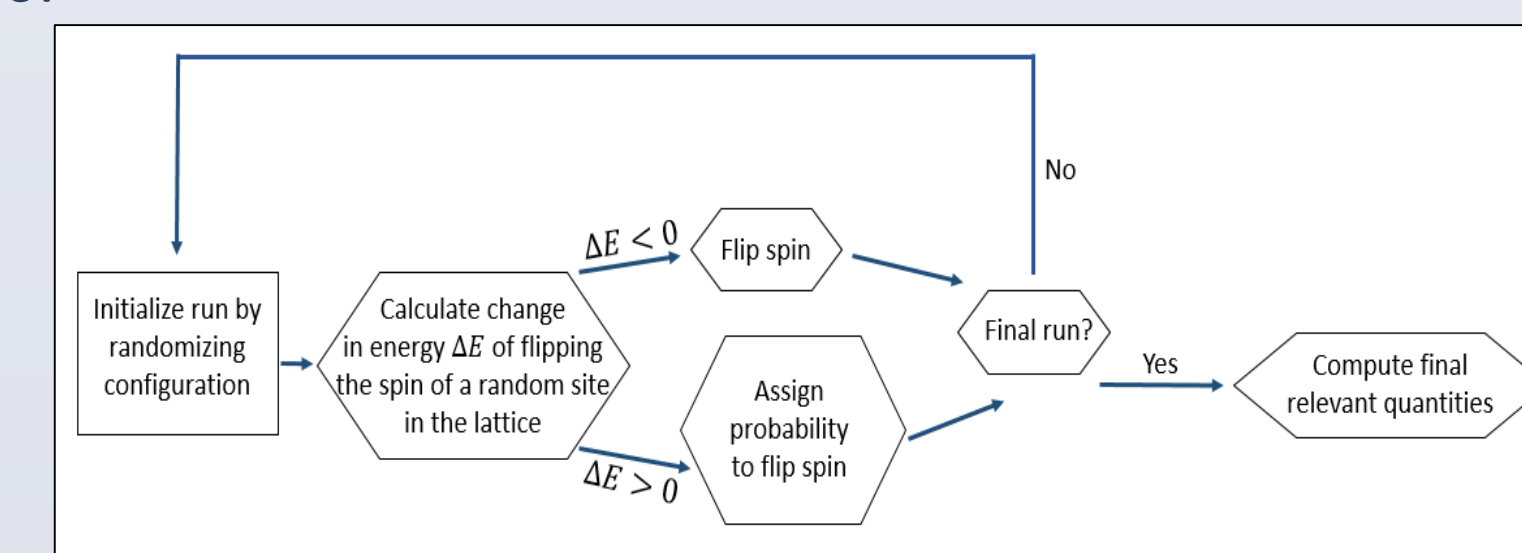 No
ΔE < 0
Flip spin
Initialize run by
randomizing
configuration
Calculate change
in energy ΔE of flipping
the spin of a random site
in the lattice
Final run?
Yes
Compute final
relevant quantities
Assign
probability
to flip spin
ΔE > 0